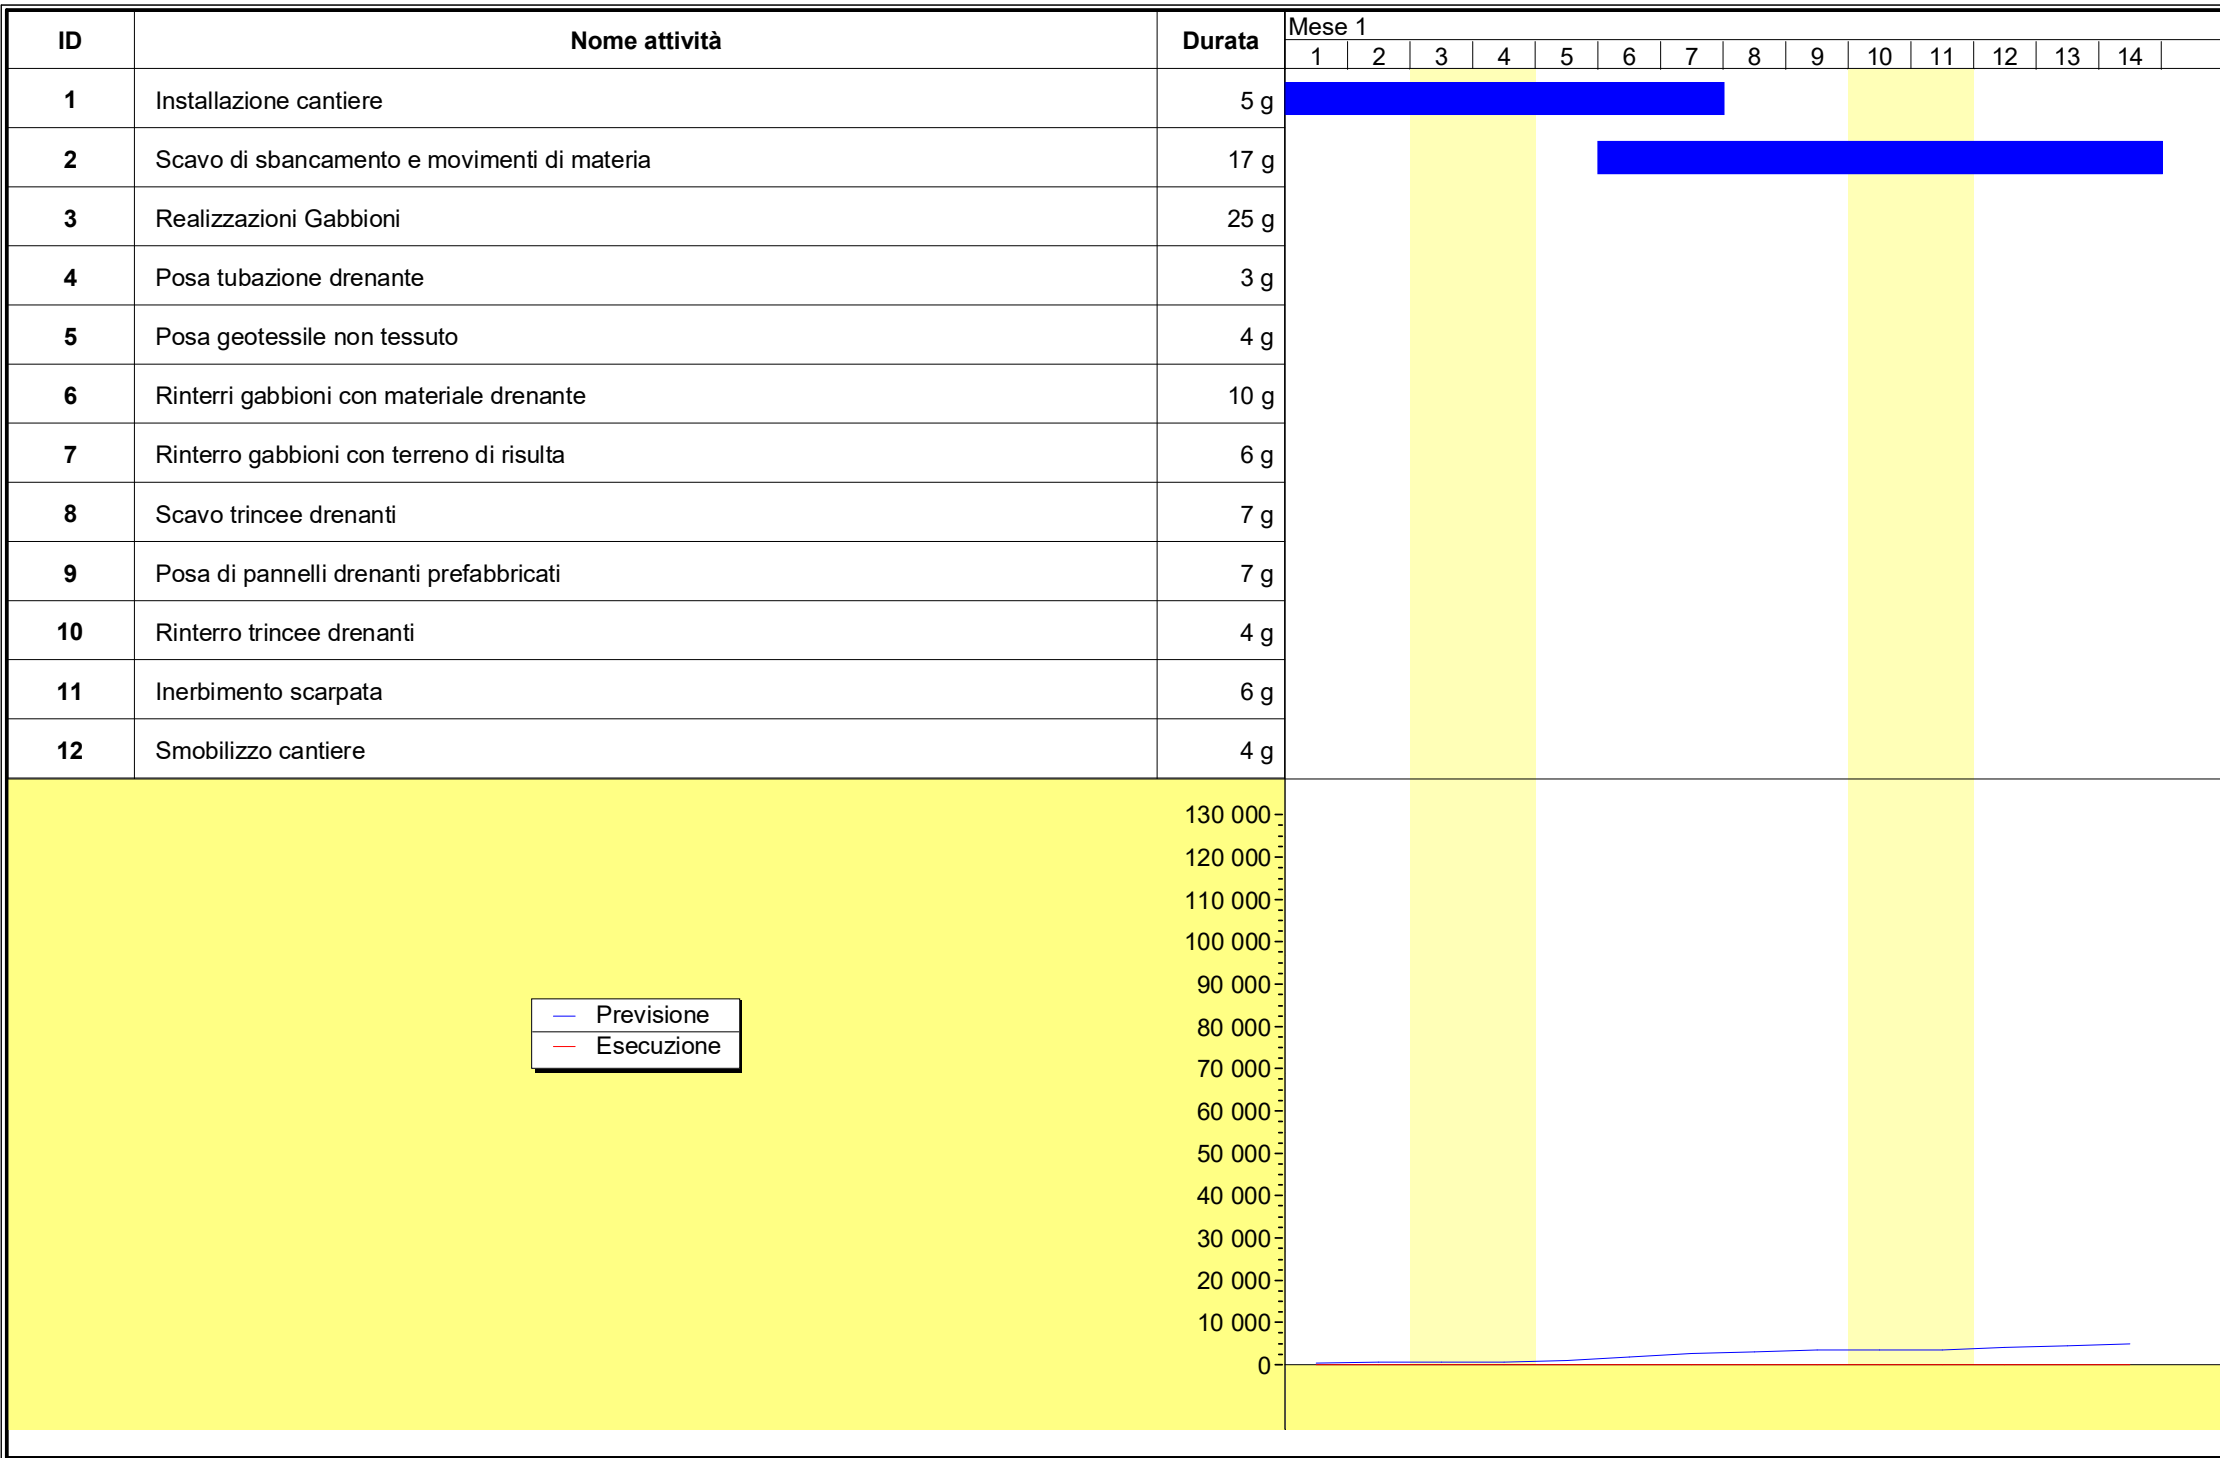 ID Nome attività Durata Mese 1
1 2 3 4 5 6 7 8 9 10 11 12 13 14
1 Installazione cantiere 5 g
2 Scavo di sbancamento e movimenti di materia 17 g
3 Realizzazioni Gabbioni 25 g
4 Posa tubazione drenante 3 g
5 Posa geotessile non tessuto 4 g
6 Rinterri gabbioni con materiale drenante 10 g
7 Rinterro gabbioni con terreno di risulta 6 g
8 Scavo trincee drenanti 7 g
9 Posa di pannelli drenanti prefabbricati 7 g
10 Rinterro trincee drenanti 4 g
11 Inerbimento scarpata 6 g
12 Smobilizzo cantiere 4 g
130 000
120 000
110 000
100 000
90 000
80 000
70 000
60 000
50 000
40 000
30 000
20 000
10 000
0
Previsione
Esecuzione